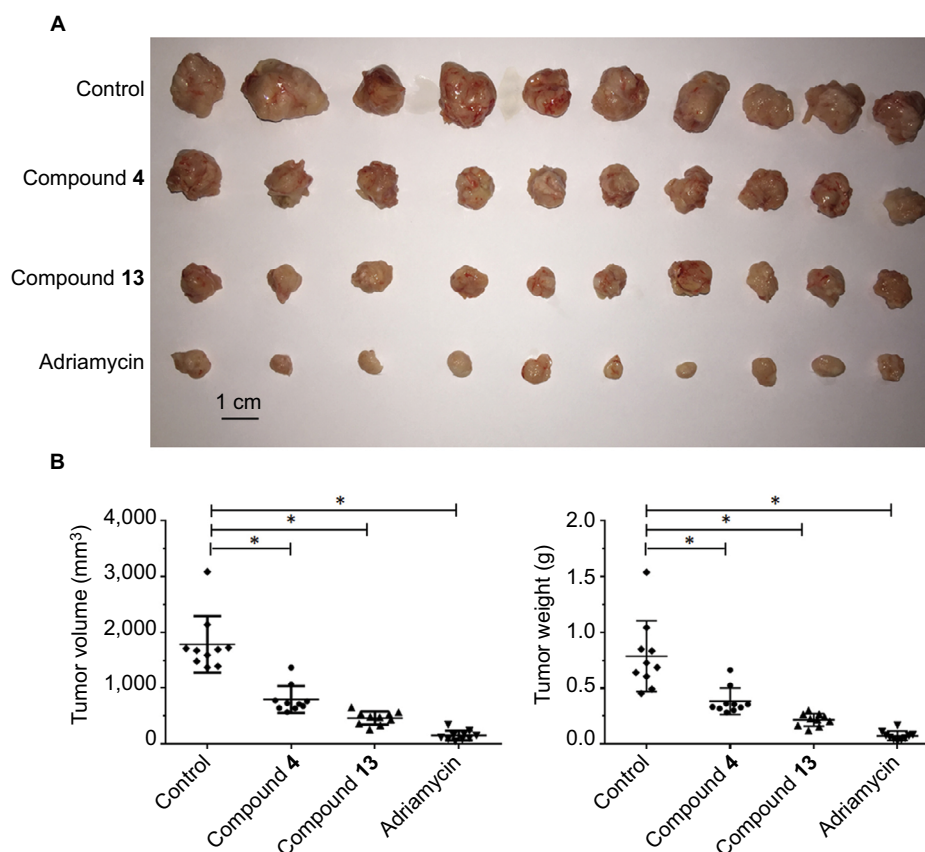 A
Control
Compound 4
Compound 13
Adriamycin
1 cm
B
Tumor volume (mm³)
4,000
3,000
2,000
1,000
0
* * *
Control
Compound 4
Compound 13
Adriamycin
Tumor weight (g)
2.0
1.5
1.0
0.5
0.0
* * *
Control
Compound 4
Compound 13
Adriamycin